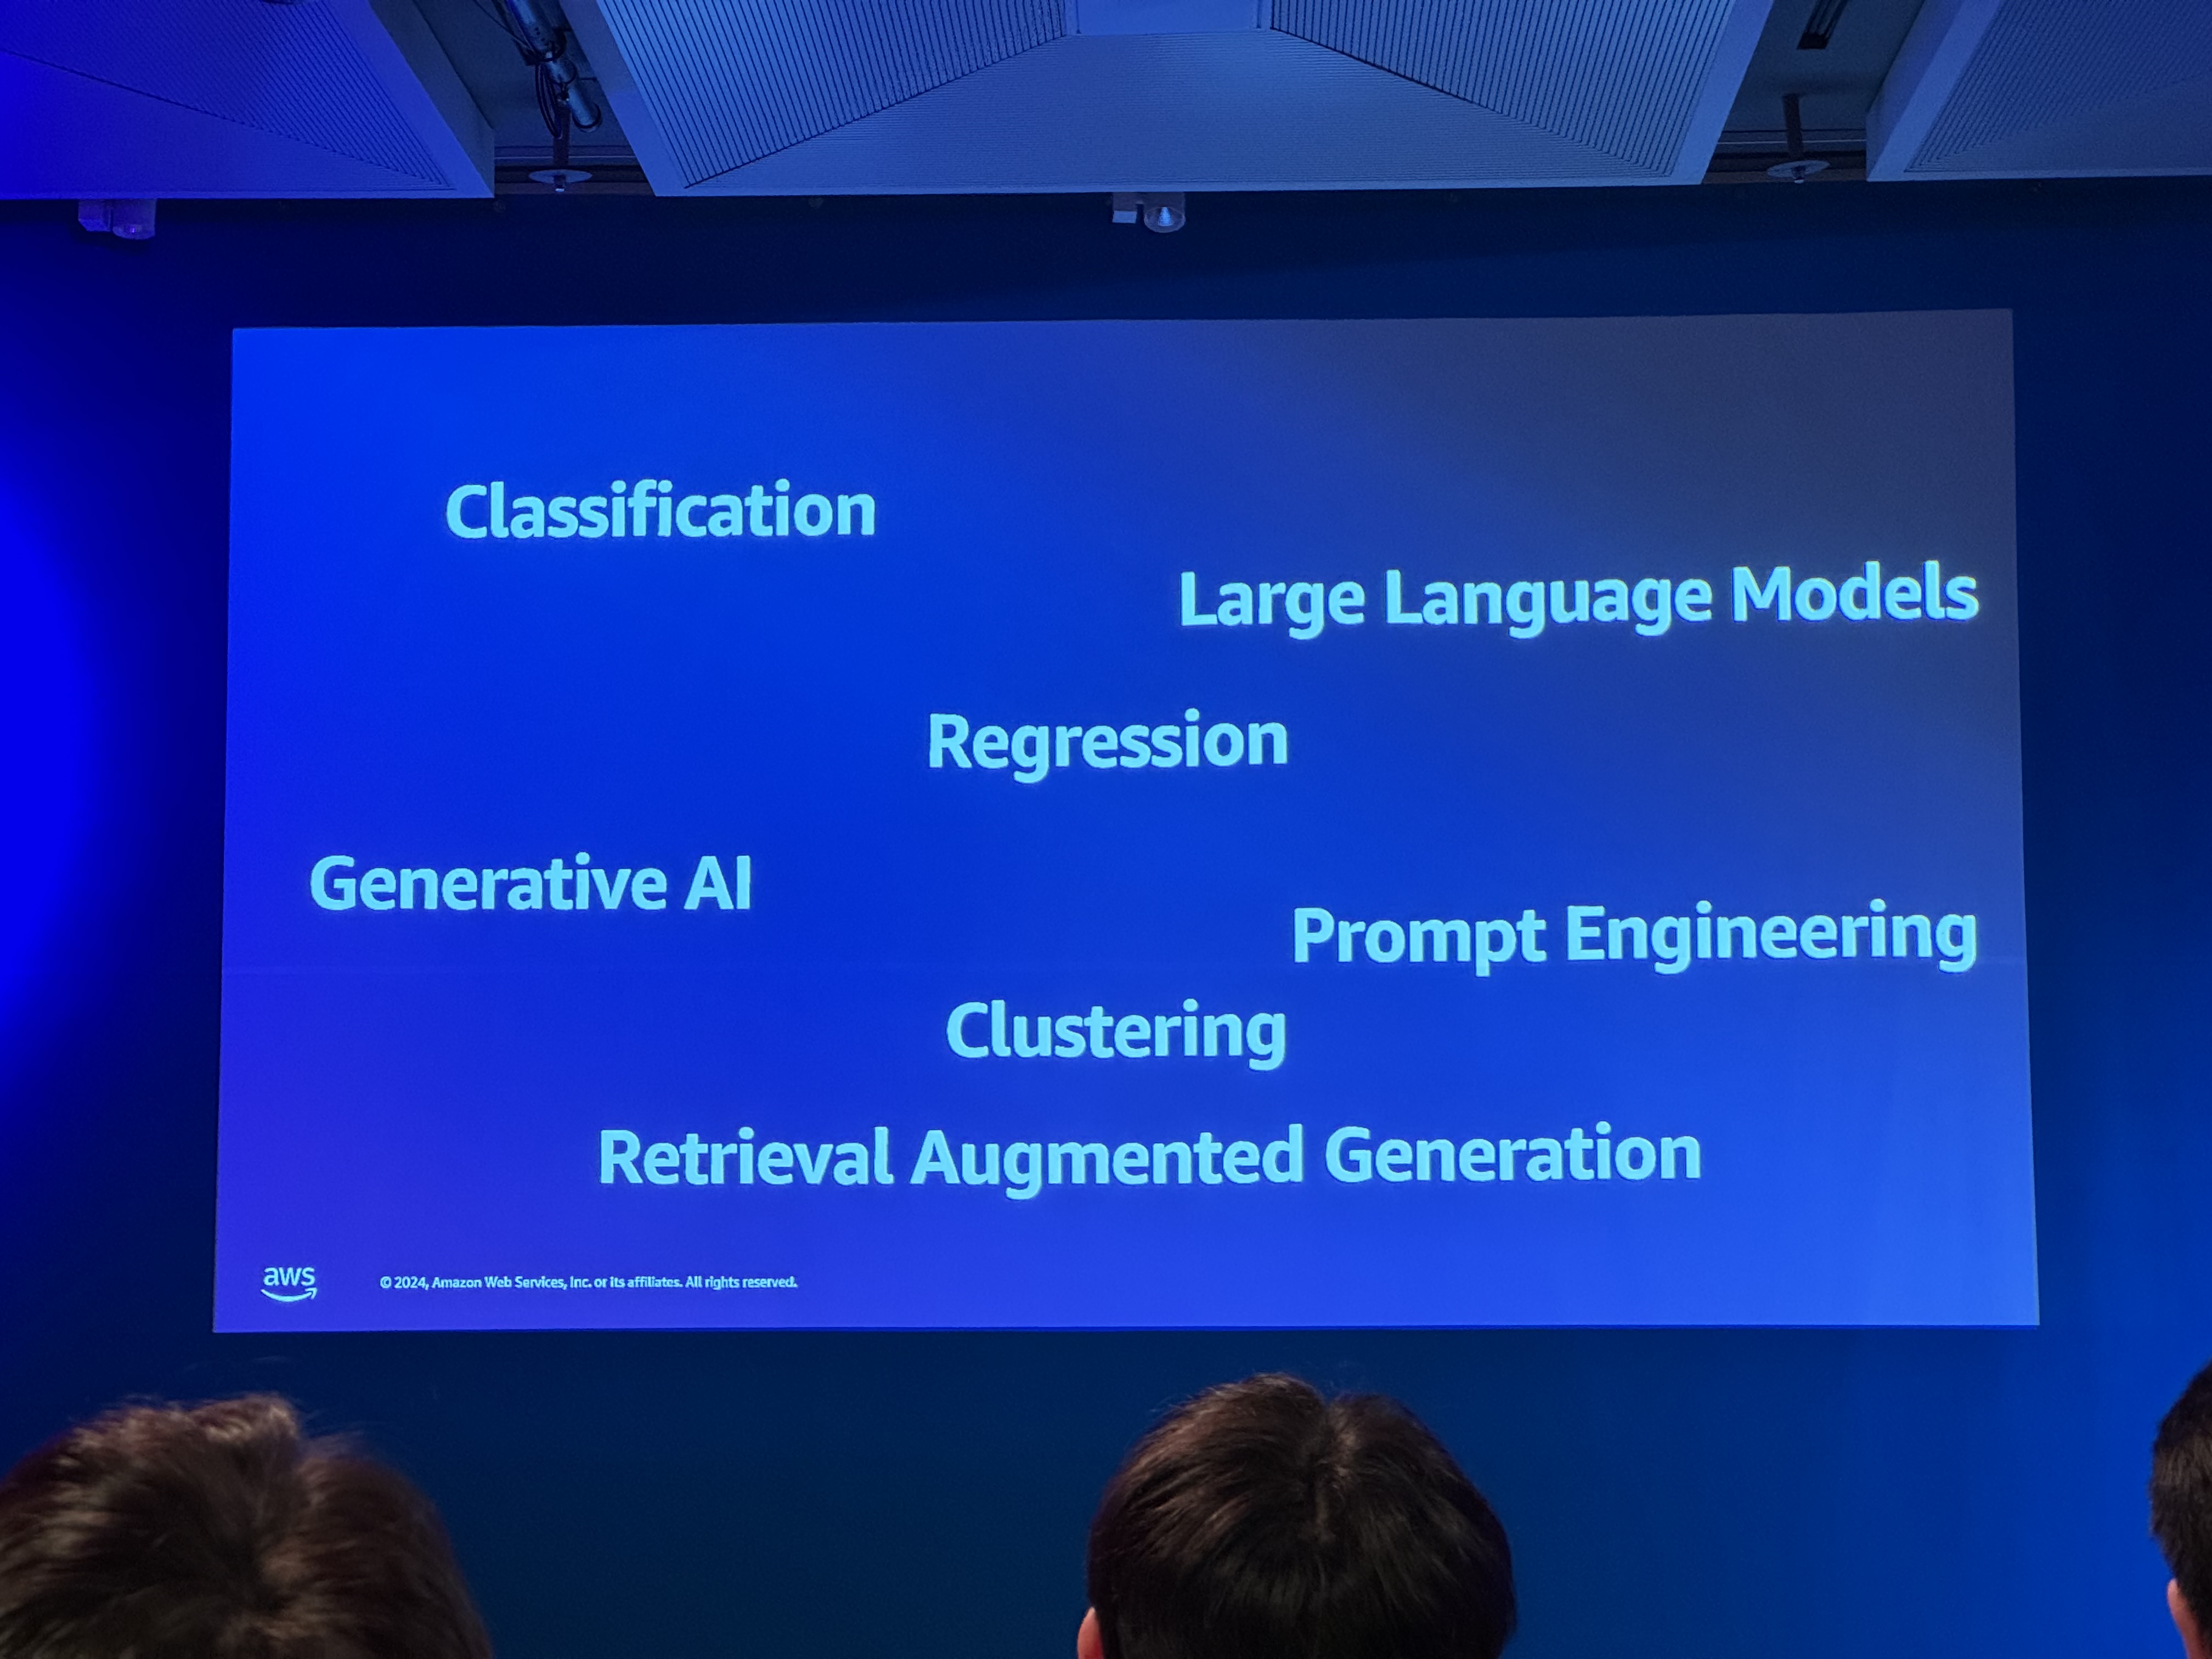 Classification
Large Language Models
Regression
Generative AI
Prompt Engineering
Clustering
Retrieval Augmented Generation
aws
© 2024, Amazon Web Services, Inc. or its affiliates. All rights reserved.